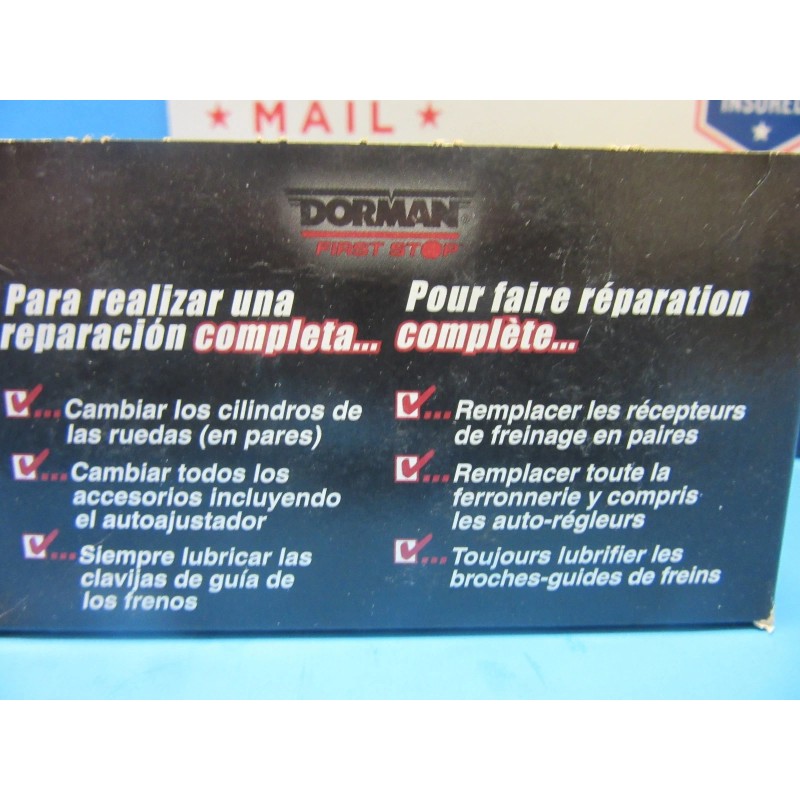 ★ MAIL ★
INSURED
DORMAN®
FIRST STOP
Para realizar una
reparación completa...
Cambiar los cilindros de
las ruedas (en pares)
Cambiar todos los
accesorios incluyendo
el autoajustador
Siempre lubricar las
clavijas de guía de
los frenos
Pour faire réparation
complète...
Remplacer les récepteurs
de freinage en paires
Remplacer toute la
ferronnerie y compris
les auto-régleurs
Toujours lubrifier les
broches-guides de freins